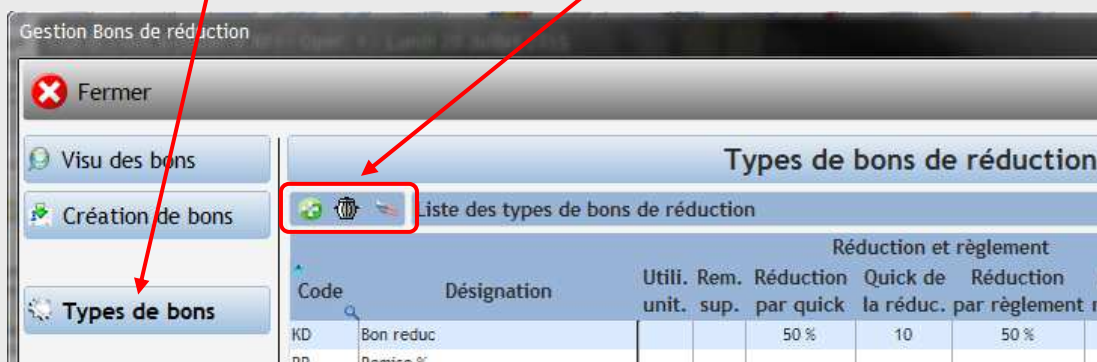 Gestion Bons de réduction
Fermer
Visu des bons
Types de bons de réduction
Création de bons
Liste des types de bons de réduction
Réduction et règlement
Code
Désignation
Utili. unit.
Rem. sup.
Réduction par quick
Quick de la réduc.
Réduction par règlement
Types de bons
KD Bon reduc 50 % 10 50 %